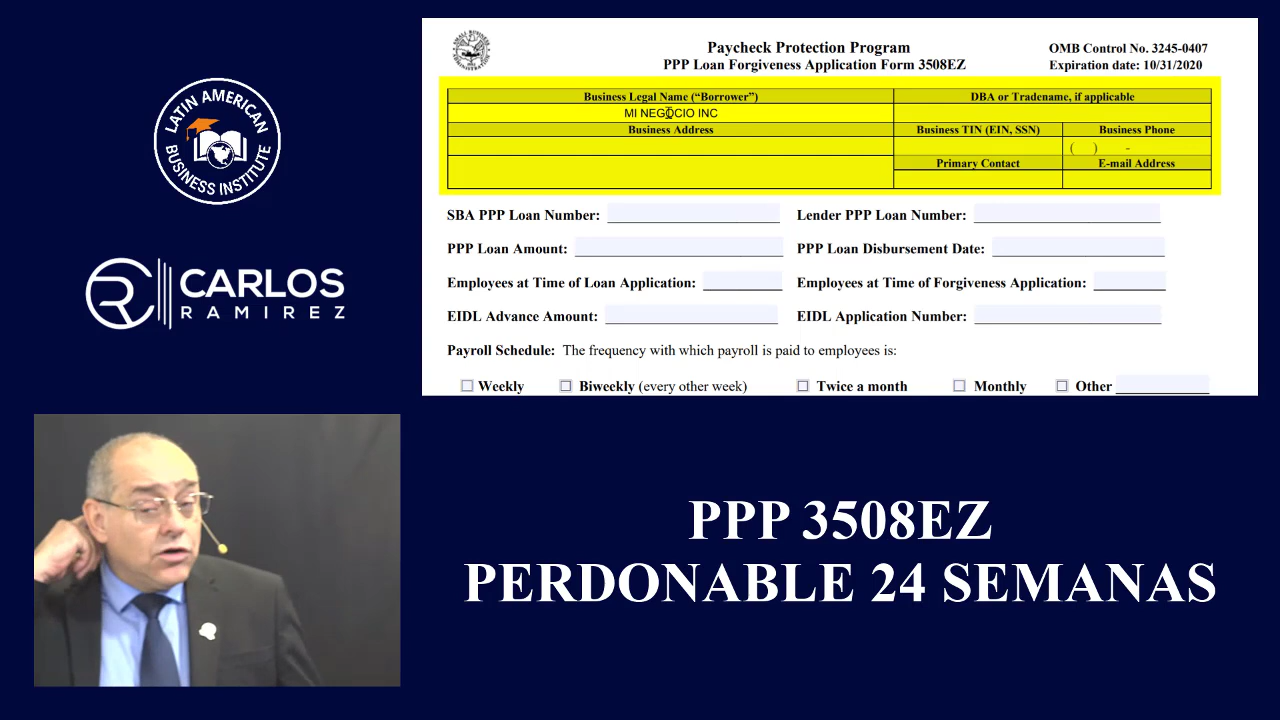 LATIN AMERICAN
BUSINESS INSTITUTE
CARLOS
RAMIREZ
Paycheck Protection Program
PPP Loan Forgiveness Application Form 3508EZ
OMB Control No. 3245-0407
Expiration date: 10/31/2020
Business Legal Name (“Borrower”)
DBA or Tradename, if applicable
MI NEGOCIO INC
Business Address
Business TIN (EIN, SSN)
Business Phone
( ) -
Primary Contact
E-mail Address
SBA PPP Loan Number:
Lender PPP Loan Number:
PPP Loan Amount:
PPP Loan Disbursement Date:
Employees at Time of Loan Application:
Employees at Time of Forgiveness Application:
EIDL Advance Amount:
EIDL Application Number:
Payroll Schedule: The frequency with which payroll is paid to employees is:
Weekly
Biweekly (every other week)
Twice a month
Monthly
Other
PPP 3508EZ
PERDONABLE 24 SEMANAS